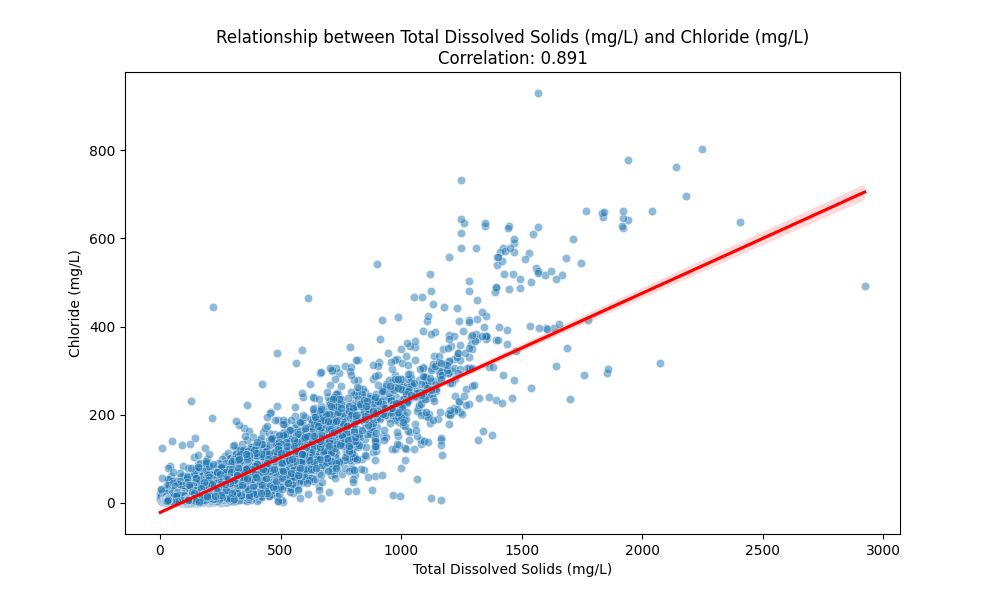 Relationship between Total Dissolved Solids (mg/L) and Chloride (mg/L)
Correlation: 0.891
Chloride (mg/L)
800
600
400
200
0
0 500 1000 1500 2000 2500 3000
Total Dissolved Solids (mg/L)